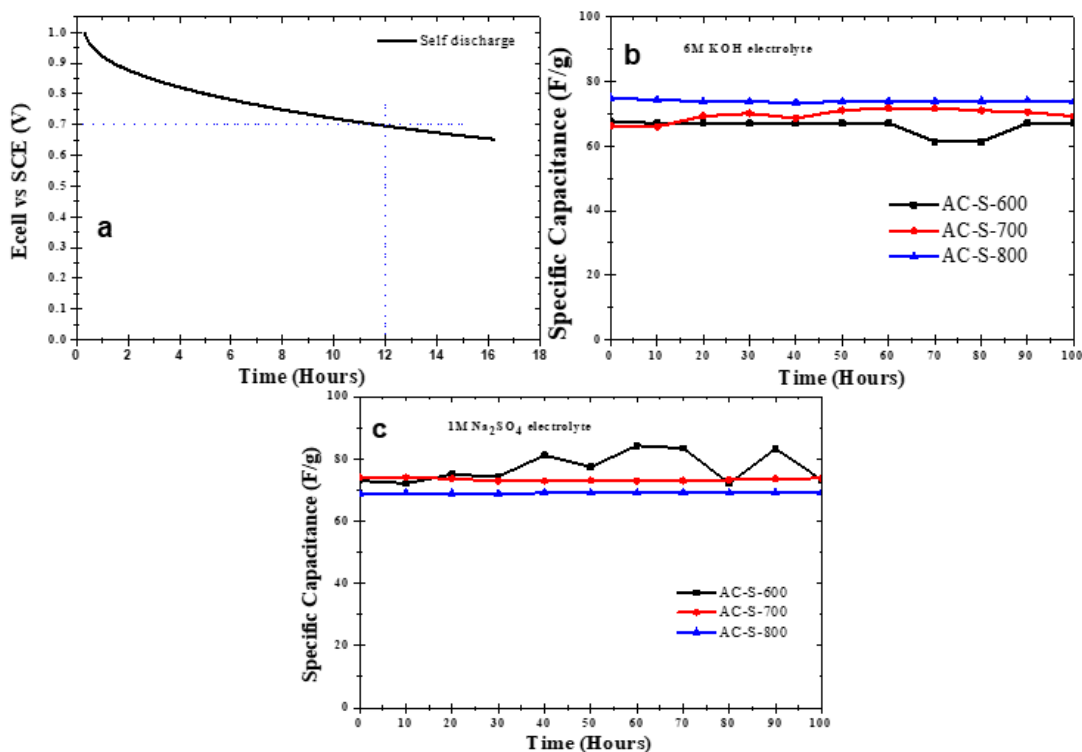 1.0
0.9
0.8
0.7
0.6
0.5
0.4
0.3
0.2
0.1
0.0
Ecell vs SCE (V)
Self discharge
a
0 2 4 6 8 10 12 14 16 18
Time (Hours)
100
80
60
40
20
0
Specific Capacitance (F/g)
b
6M KOH electrolyte
AC-S-600
AC-S-700
AC-S-800
0 10 20 30 40 50 60 70 80 90 100
Time (Hours)
100
80
60
40
20
0
Specific Capacitance (F/g)
c
1M Na₂SO₄ electrolyte
AC-S-600
AC-S-700
AC-S-800
0 10 20 30 40 50 60 70 80 90 100
Time (Hours)